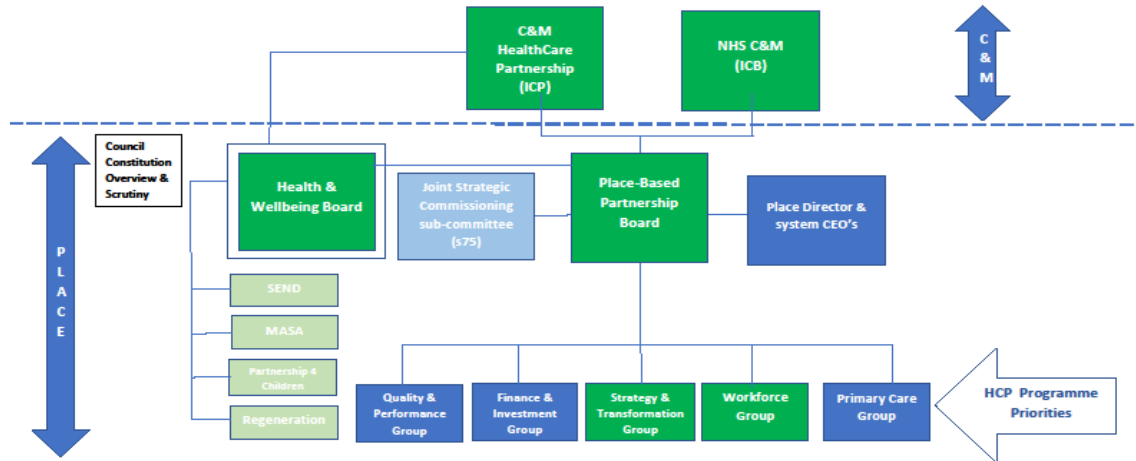 C&M
HealthCare
Partnership
(ICP)
NHS C&M
(ICB)
C
&
M
Council
Constitution
Overview &
Scrutiny
Health &
Wellbeing Board
Joint Strategic
Commissioning
sub-committee
(s75)
Place-Based
Partnership
Board
Place Director &
system CEO's
P
L
A
C
E
SEND
MASA
Partnership 4
Children
Regeneration
Quality &
Performance
Group
Finance &
Investment
Group
Strategy &
Transformation
Group
Workforce
Group
Primary Care
Group
HCP Programme
Priorities